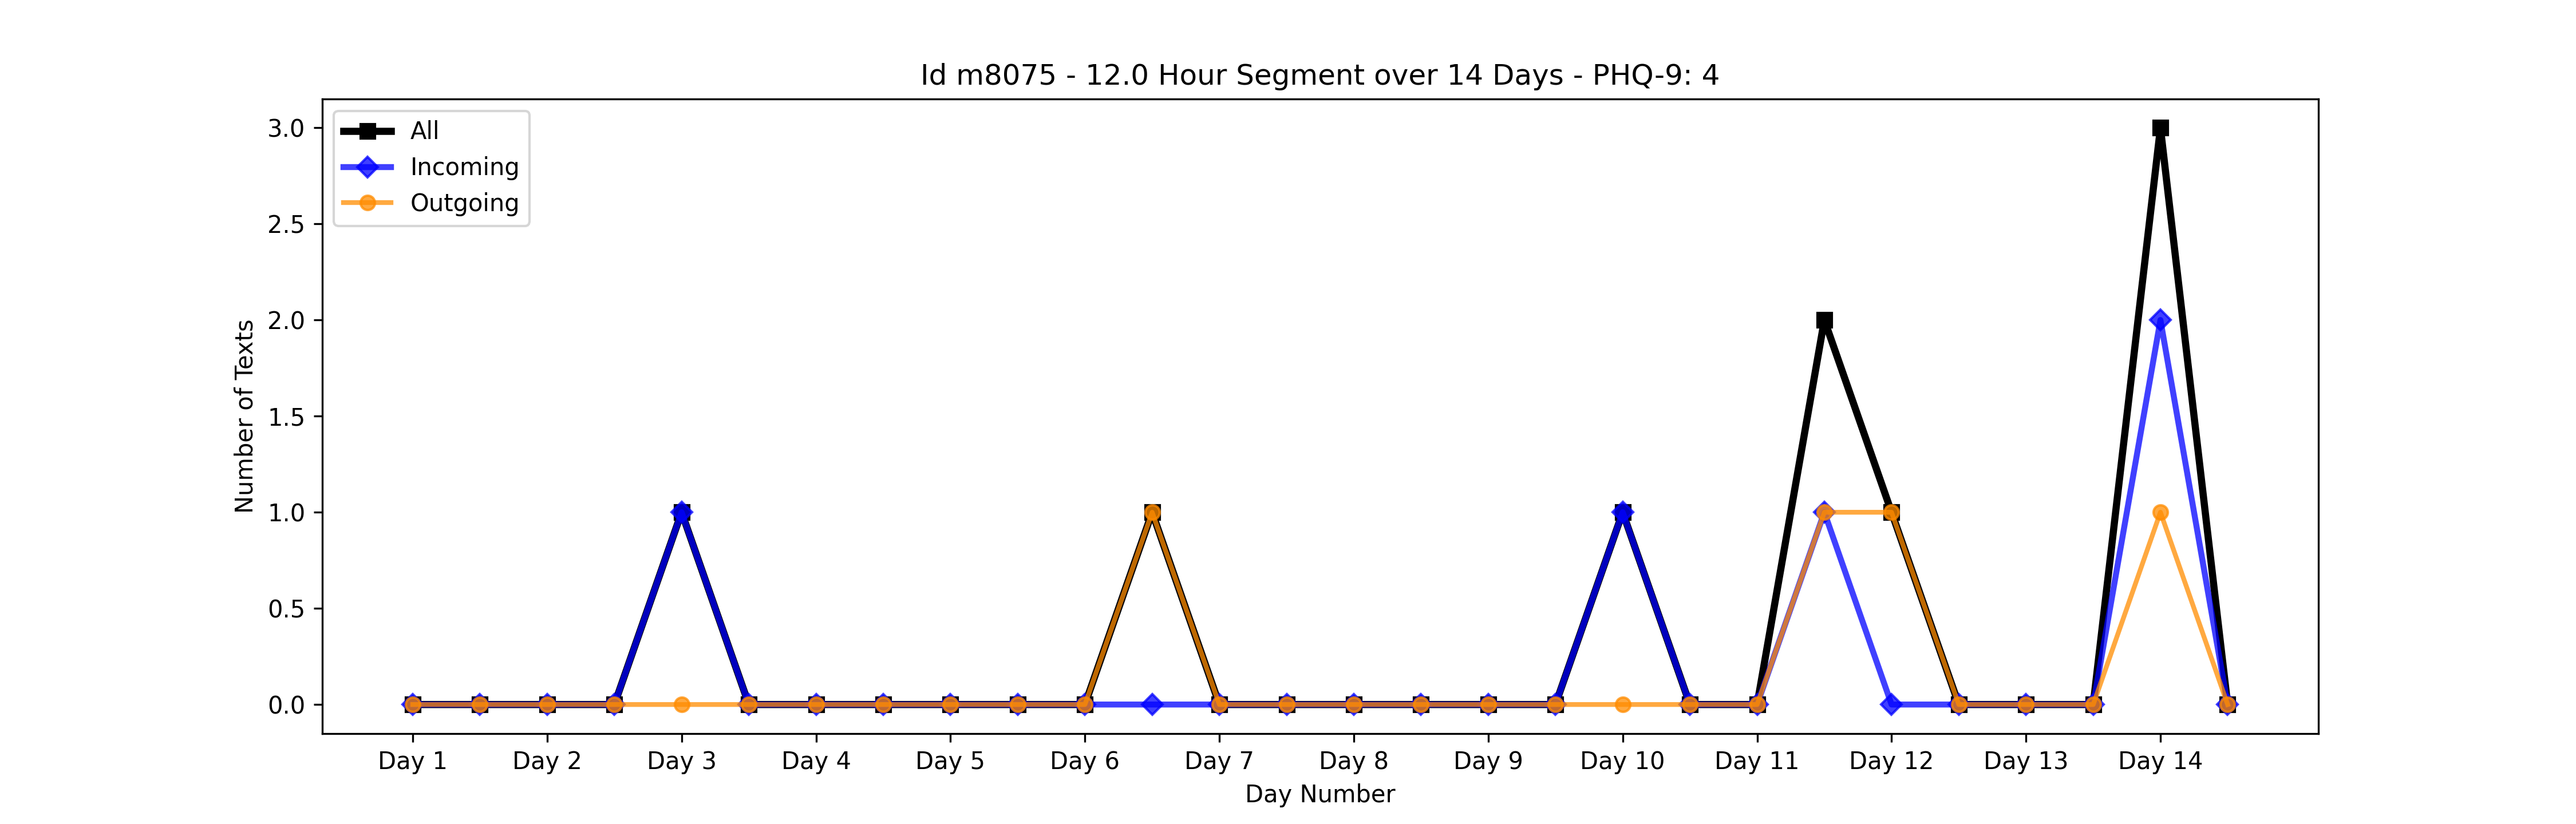 Id m8075 - 12.0 Hour Segment over 14 Days - PHQ-9: 4
All
Incoming
Outgoing
3.0
2.5
2.0
1.5
1.0
0.5
0.0
Number of Texts
Day 1 Day 2 Day 3 Day 4 Day 5 Day 6 Day 7 Day 8 Day 9 Day 10 Day 11 Day 12 Day 13 Day 14
Day Number